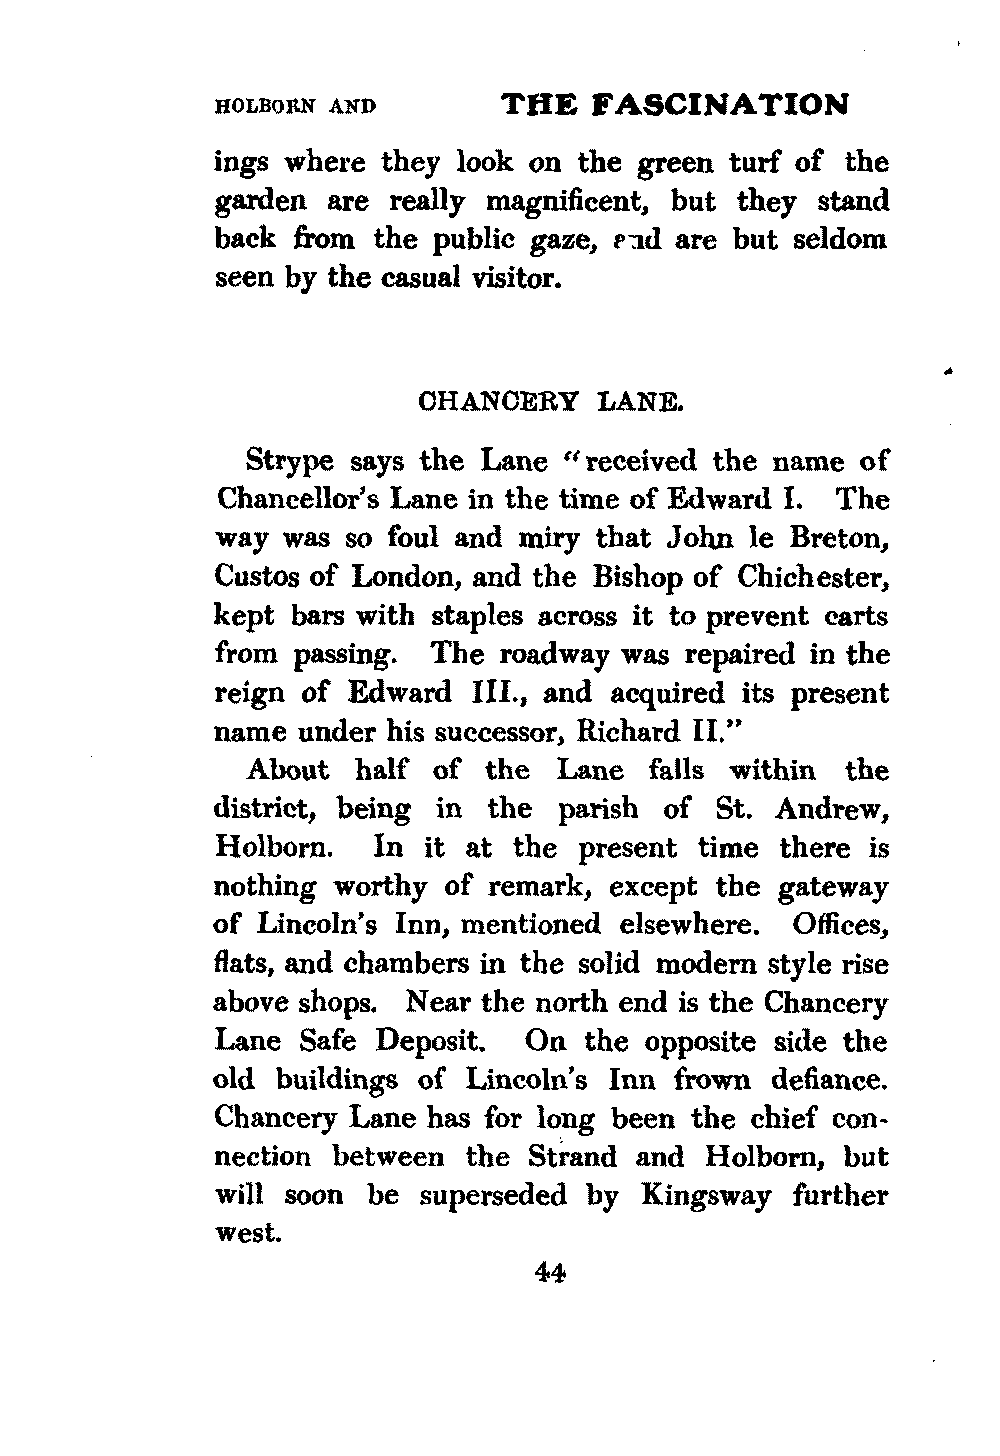 HOLBORN AND THE FASCINATION
ings where they look on the green turf of the
garden are really magnificent, but they stand
back from the public gaze, and are but seldom
seen by the casual visitor.
CHANCERY LANE.
Strype says the Lane “received the name of
Chancellor's Lane in the time of Edward I. The
way was so foul and miry that John le Breton,
Custos of London, and the Bishop of Chichester,
kept bars with staples across it to prevent carts
from passing. The roadway was repaired in the
reign of Edward III., and acquired its present
name under his successor, Richard II.”
About half of the Lane falls within the
district, being in the parish of St. Andrew,
Holborn. In it at the present time there is
nothing worthy of remark, except the gateway
of Lincoln's Inn, mentioned elsewhere. Offices,
flats, and chambers in the solid modern style rise
above shops. Near the north end is the Chancery
Lane Safe Deposit. On the opposite side the
old buildings of Lincoln's Inn frown defiance.
Chancery Lane has for long been the chief con-
nection between the Strand and Holborn, but
will soon be superseded by Kingsway further
west.
44